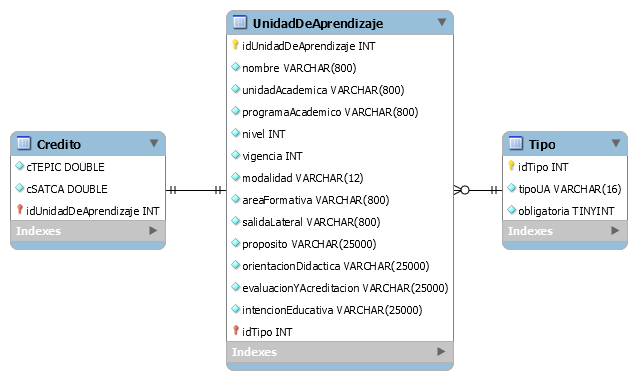 UnidadDeAprendizaje
idUnidadDeAprendizaje INT
nombre VARCHAR(800)
unidadAcademica VARCHAR(800)
programaAcademico VARCHAR(800)
nivel INT
vigencia INT
modalidad VARCHAR(12)
areaFormativa VARCHAR(800)
salidaLateral VARCHAR(800)
proposito VARCHAR(25000)
orientacionDidactica VARCHAR(25000)
evaluacionYAcreditacion VARCHAR(25000)
intencionEducativa VARCHAR(25000)
idTipo INT
Indexes
Credito
cTEPIC DOUBLE
cSATCA DOUBLE
idUnidadDeAprendizaje INT
Indexes
Tipo
idTipo INT
tipoUA VARCHAR(16)
obligatoria TINYINT
Indexes